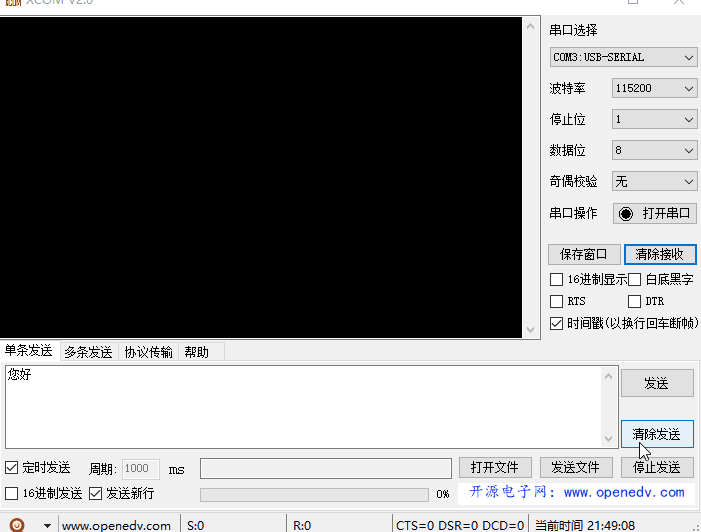 XCOM V2.0
串口选择
COM3:USB-SERIAL
波特率 115200
停止位 1
数据位 8
奇偶校验 无
串口操作 打开串口
保存窗口 清除接收
16进制显示 白底黑字
RTS DTR
时间戳(以换行回车断帧)
单条发送 多条发送 协议传输 帮助
您好
发送
清除发送
定时发送 周期: 1000 ms 打开文件 发送文件 停止发送
16进制发送 发送新行 0% 开源电子网: www.openedv.com
www.openedv.com S:0 R:0 CTS=0 DSR=0 DCD=0 当前时间 21:49:08